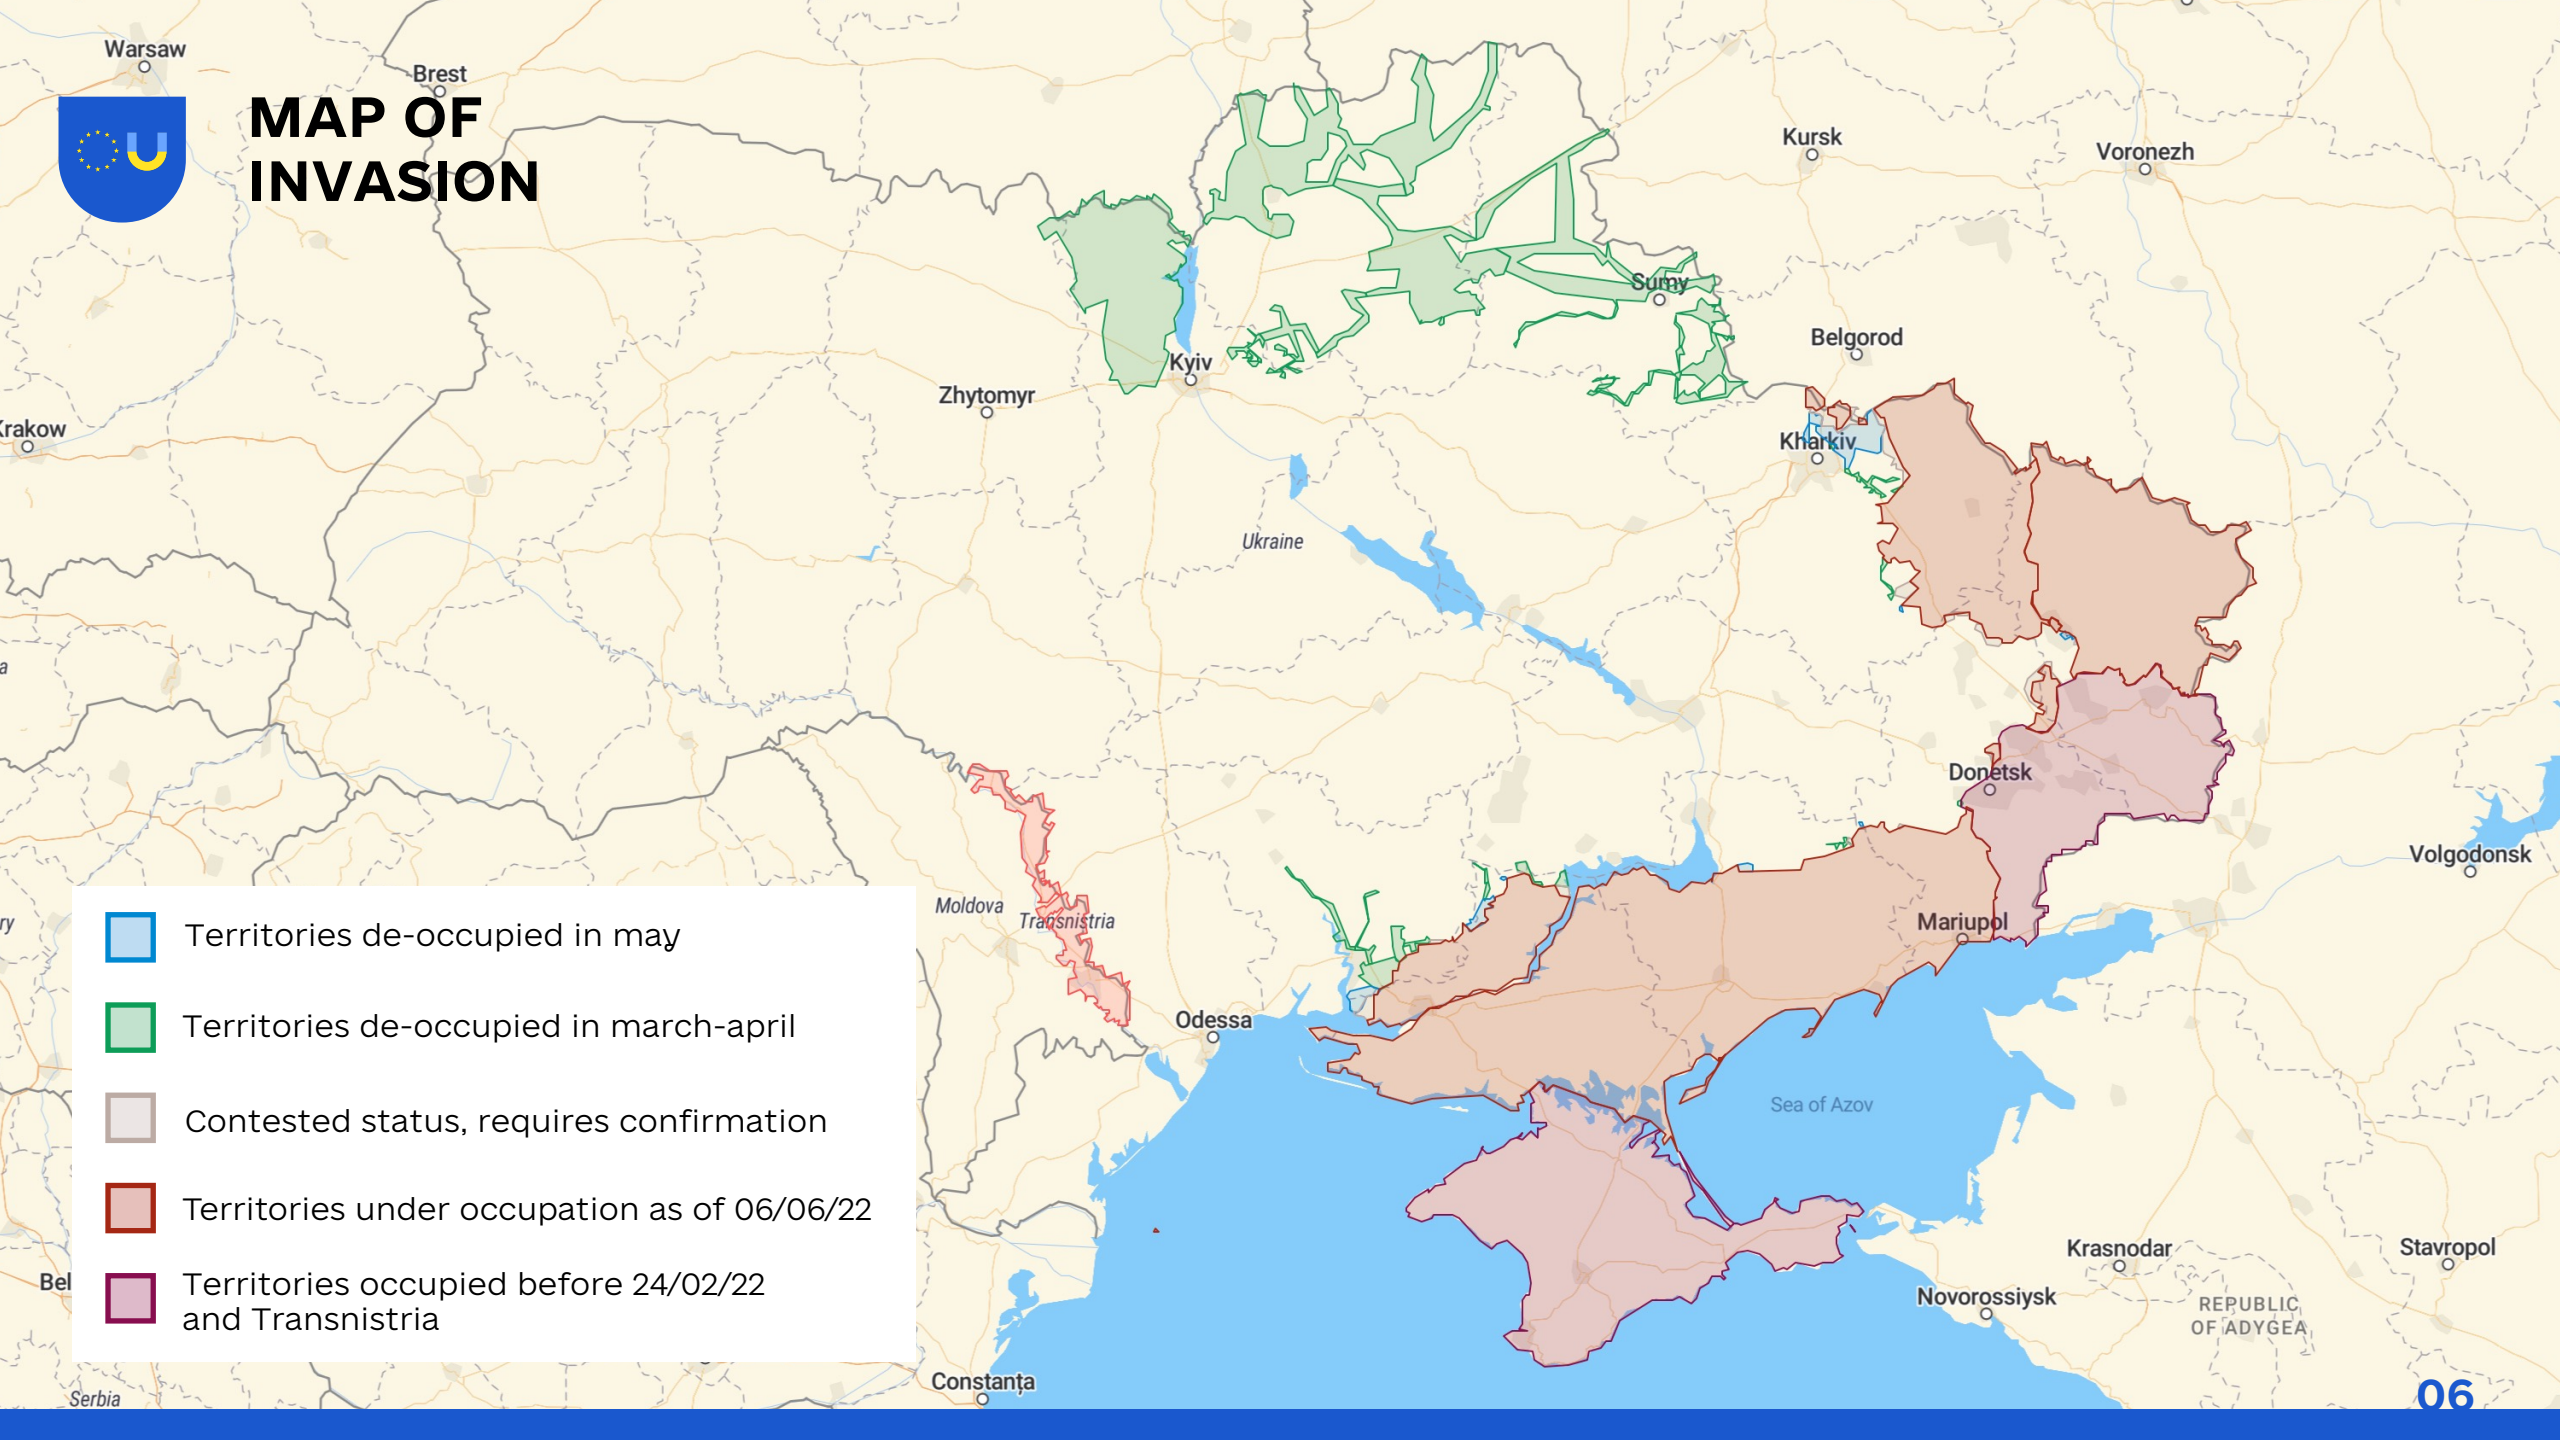 Warsaw
Brest
MAP OF
INVASION
U
Kursk
Voronezh
Sumy
Belgorod
Kyiv
Zhytomyr
Krakow
Kharkiv
Ukraine
Donetsk
Volgodonsk
Moldova
Transnistria
Mariupol
Odessa
Sea of Azov
Territories de-occupied in may
Territories de-occupied in march-april
Contested status, requires confirmation
Territories under occupation as of 06/06/22
Territories occupied before 24/02/22
and Transnistria
a
ry
Bel
Krasnodar
Stavropol
Novorossiysk
REPUBLIC
OF ADYGEA
Constanța
Serbia
06